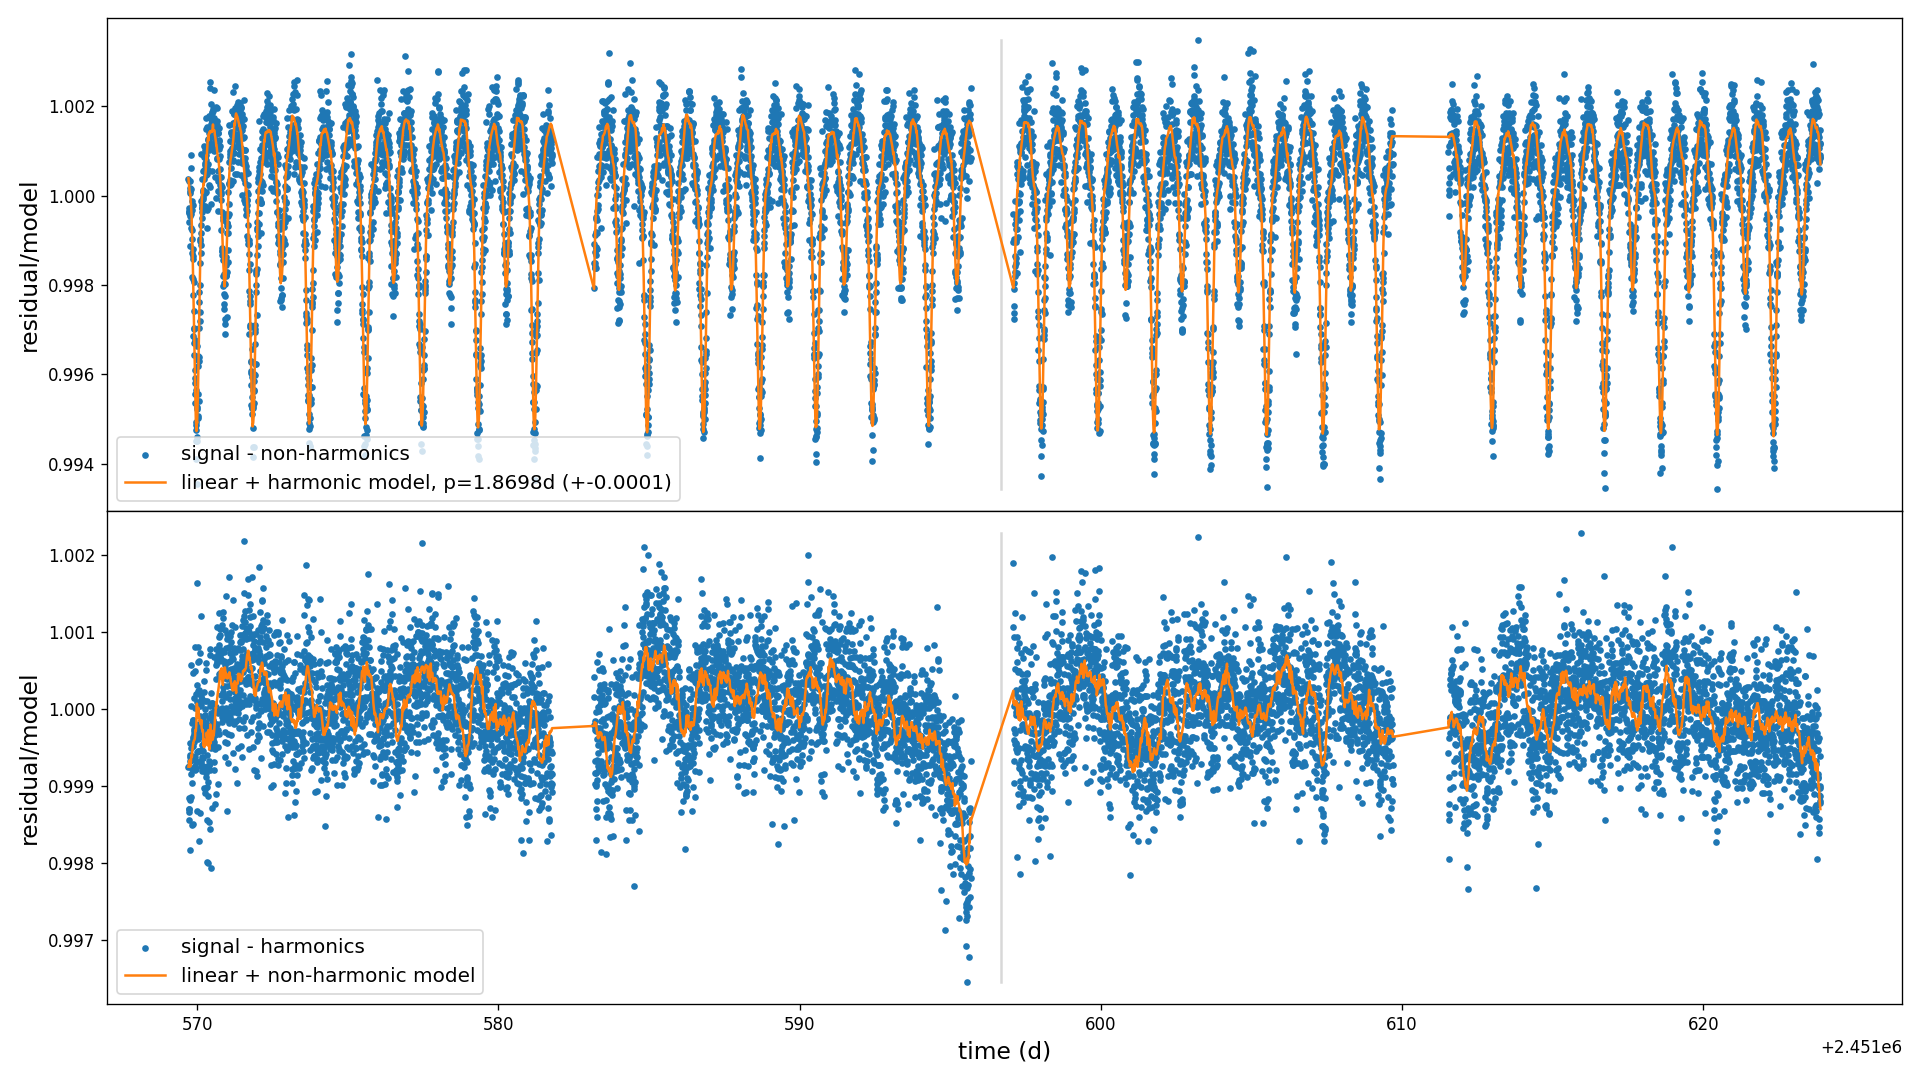 residual/model
1.002
1.000
0.998
0.996
0.994
signal - non-harmonics
linear + harmonic model, p=1.8698d (+-0.0001)
residual/model
1.002
1.001
1.000
0.999
0.998
0.997
signal - harmonics
linear + non-harmonic model
570
580
590
600
610
620
time (d)
+2.451e6